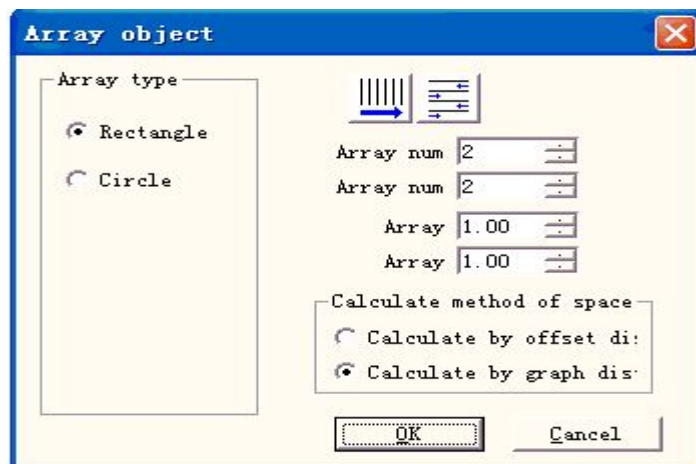 Array object
Array type
Rectangle
Circle
Array num 2
Array num 2
Array 1.00
Array 1.00
Calculate method of space
Calculate by offset di
Calculate by graph dis
OK
Cancel